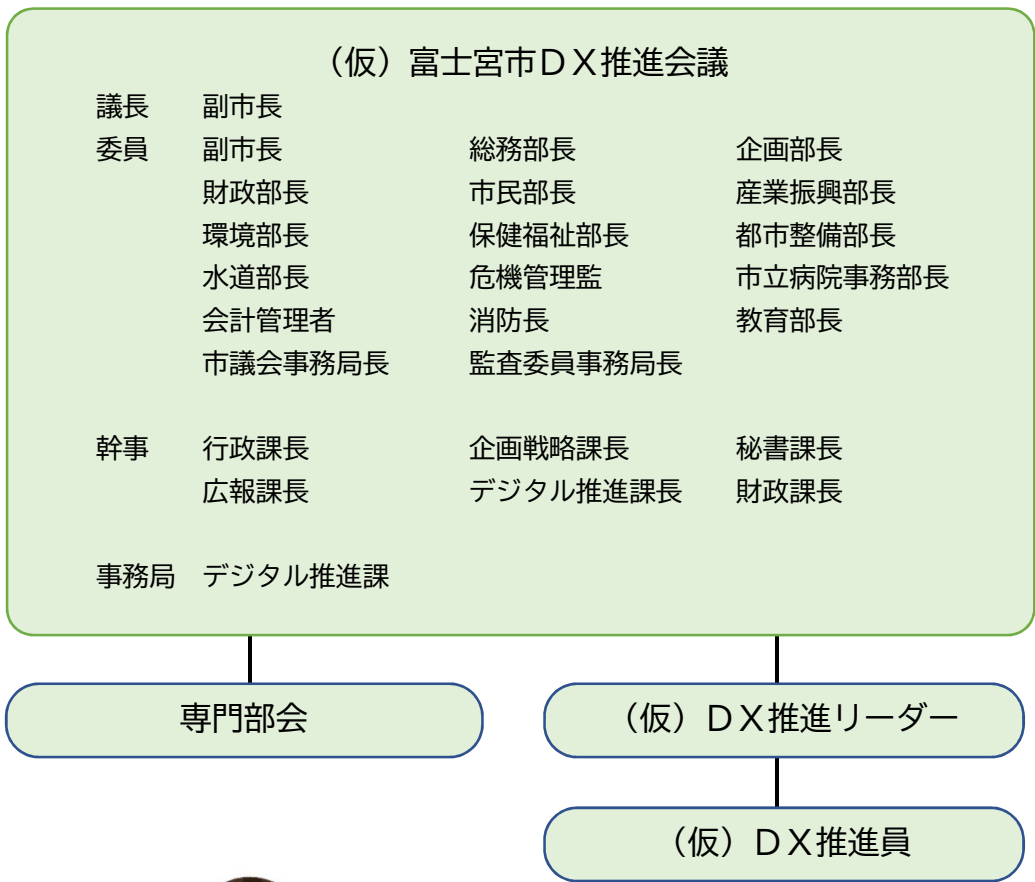 （仮）富士宮市ＤＸ推進会議
議長 副市長
委員 副市長 総務部長 企画部長
財政部長 市民部長 産業振興部長
環境部長 保健福祉部長 都市整備部長
水道部長 危機管理監 市立病院事務部長
会計管理者 消防長 教育部長
市議会事務局長 監査委員事務局長
幹事 行政課長 企画戦略課長 秘書課長
広報課長 デジタル推進課長 財政課長
事務局 デジタル推進課
専門部会 （仮）ＤＸ推進リーダー
（仮）ＤＸ推進員